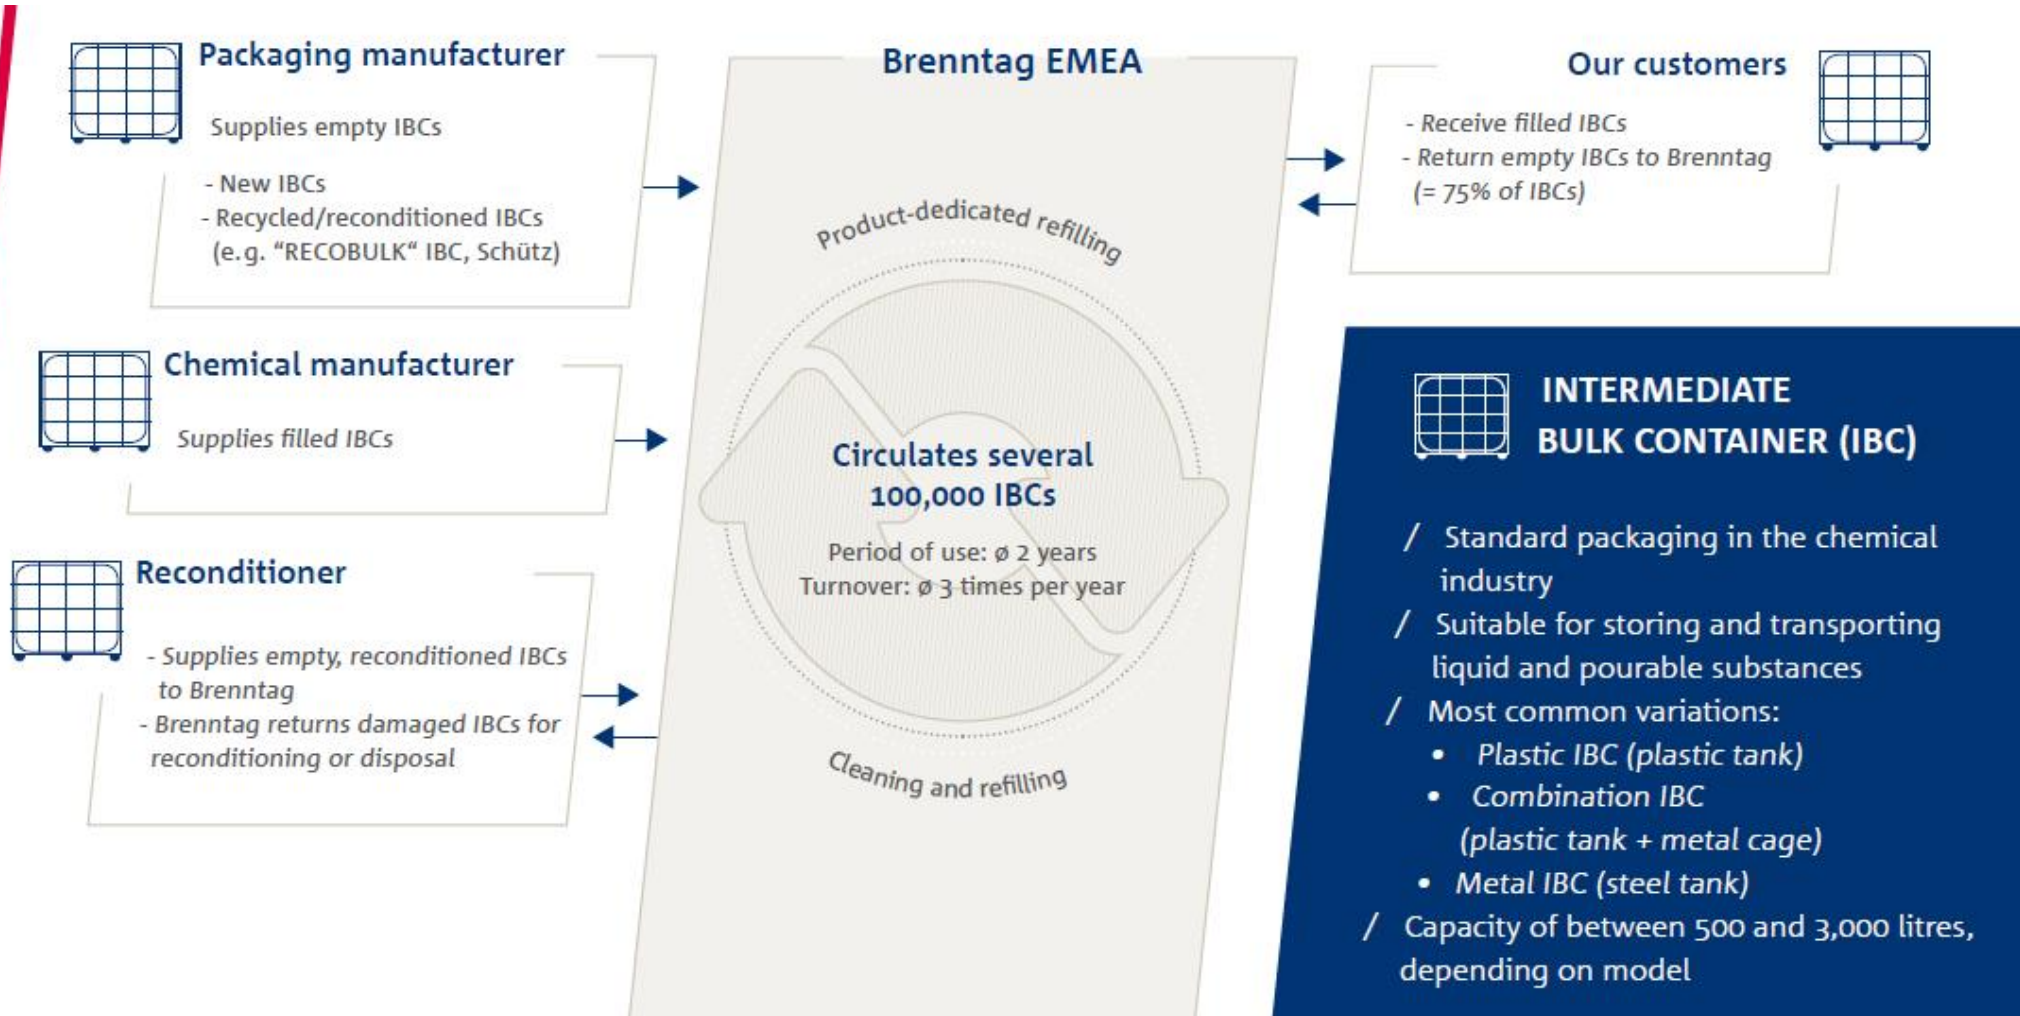 Packaging manufacturer
Supplies empty IBCs
- New IBCs
- Recycled/reconditioned IBCs
(e.g. “RECOBULK“ IBC, Schütz)
Chemical manufacturer
Supplies filled IBCs
Reconditioner
- Supplies empty, reconditioned IBCs
to Brenntag
- Brenntag returns damaged IBCs for
reconditioning or disposal
Brenntag EMEA
Product-dedicated refilling
Circulates several
100,000 IBCs
Period of use: ø 2 years
Turnover: ø 3 times per year
Cleaning and refilling
Our customers
- Receive filled IBCs
- Return empty IBCs to Brenntag
(= 75% of IBCs)
INTERMEDIATE
BULK CONTAINER (IBC)
/ Standard packaging in the chemical
industry
/ Suitable for storing and transporting
liquid and pourable substances
/ Most common variations:
• Plastic IBC (plastic tank)
• Combination IBC
(plastic tank + metal cage)
• Metal IBC (steel tank)
/ Capacity of between 500 and 3,000 litres,
depending on model